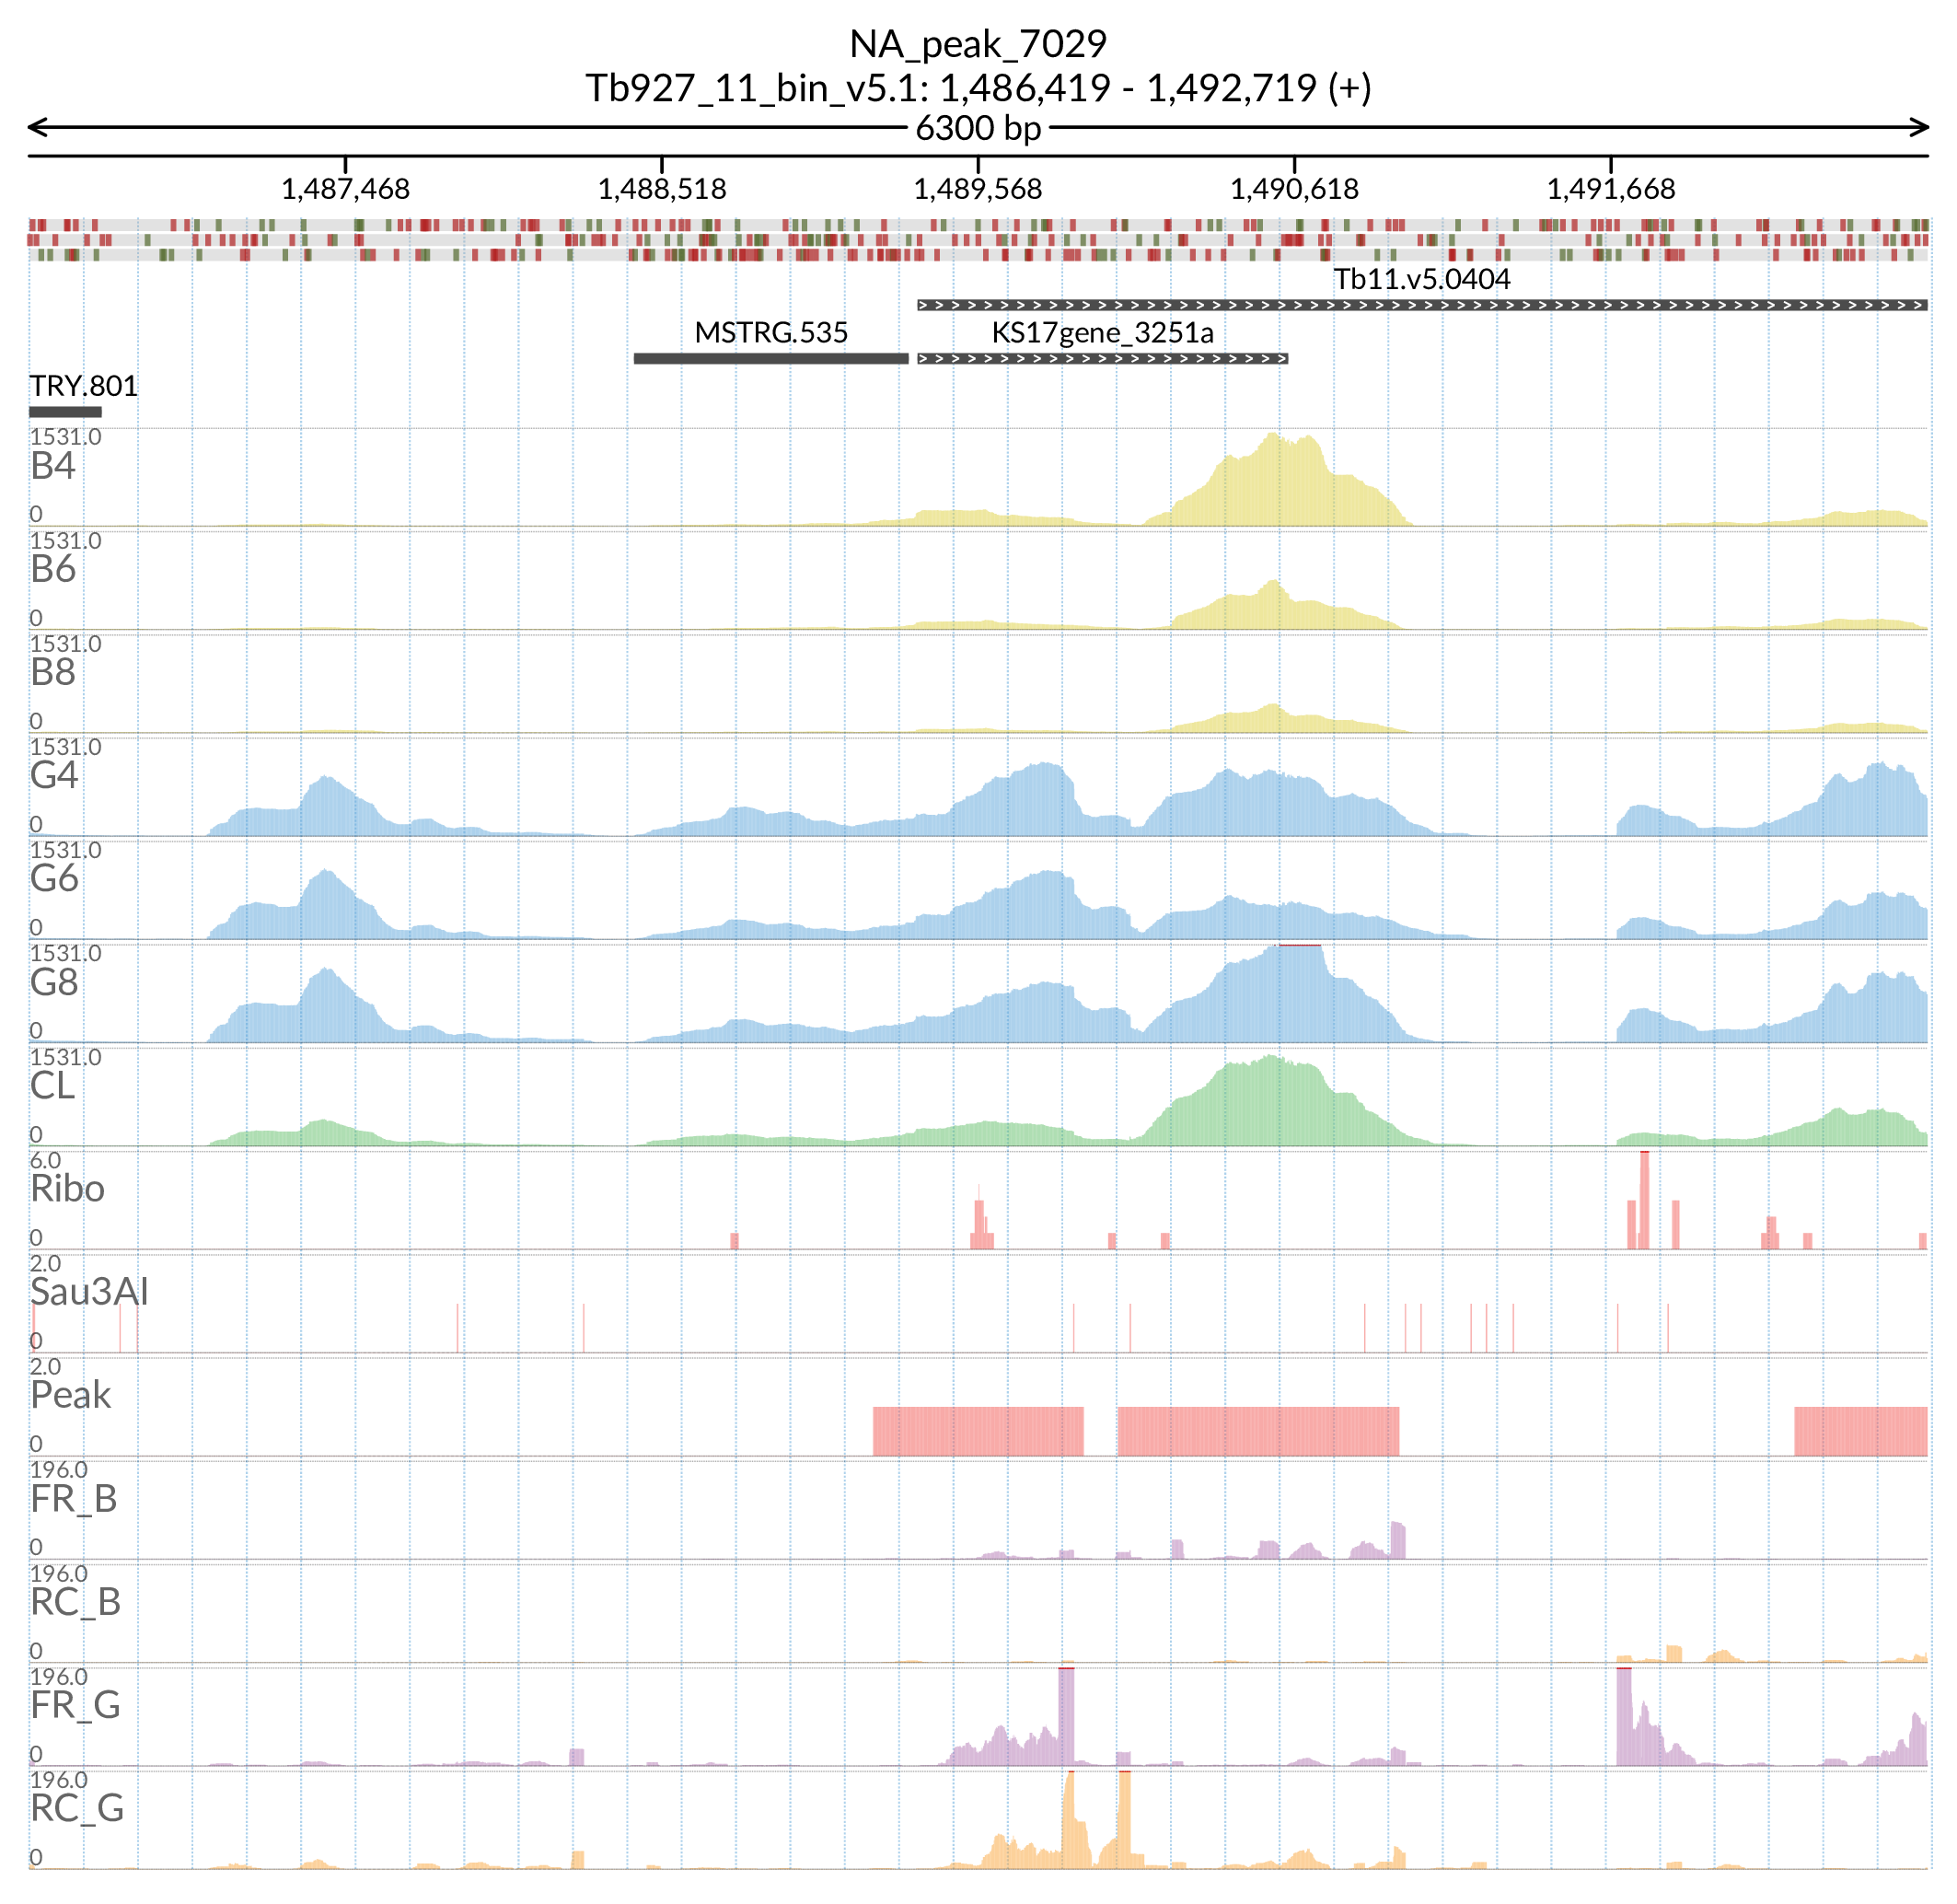 NA_peak_7029
Tb927_11_bin_v5.1: 1,486,419 - 1,492,719 (+)
6300 bp
1,487,468 1,488,518 1,489,568 1,490,618 1,491,668
Tb11.v5.0404
MSTRG.535 KS17gene_3251a
TRY.801
1531.0
B4
0
1531.0
B6
0
1531.0
B8
0
1531.0
G4
0
1531.0
G6
0
1531.0
G8
0
1531.0
CL
0
6.0
Ribo
0
2.0
Sau3AI
0
2.0
Peak
0
196.0
FR_B
0
196.0
RC_B
0
196.0
FR_G
0
196.0
RC_G
0